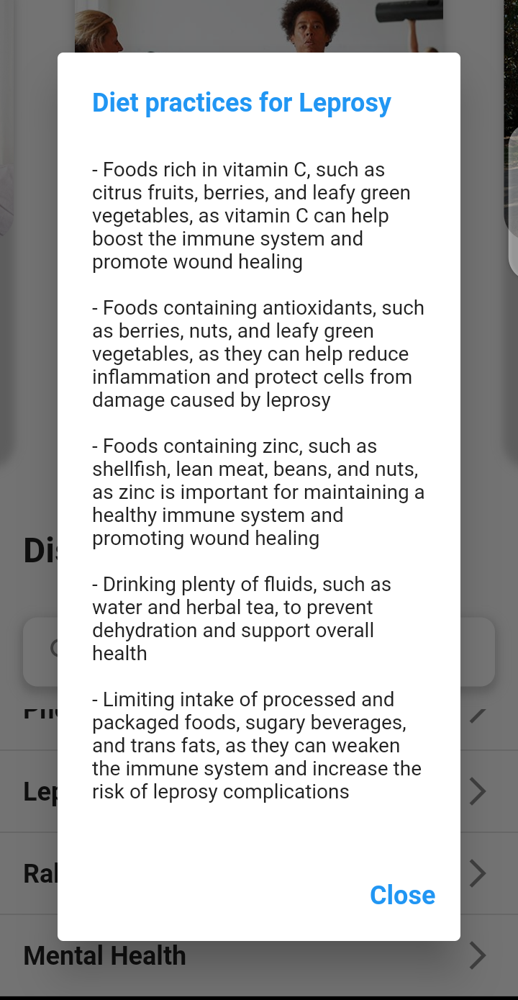 Diet practices for Leprosy
- Foods rich in vitamin C, such as
citrus fruits, berries, and leafy green
vegetables, as vitamin C can help
boost the immune system and
promote wound healing
- Foods containing antioxidants, such
as berries, nuts, and leafy green
vegetables, as they can help reduce
inflammation and protect cells from
damage caused by leprosy
- Foods containing zinc, such as
shellfish, lean meat, beans, and nuts,
as zinc is important for maintaining a
healthy immune system and
promoting wound healing
- Drinking plenty of fluids, such as
water and herbal tea, to prevent
dehydration and support overall
health
- Limiting intake of processed and
packaged foods, sugary beverages,
and trans fats, as they can weaken
the immune system and increase the
risk of leprosy complications
Close
Mental Health